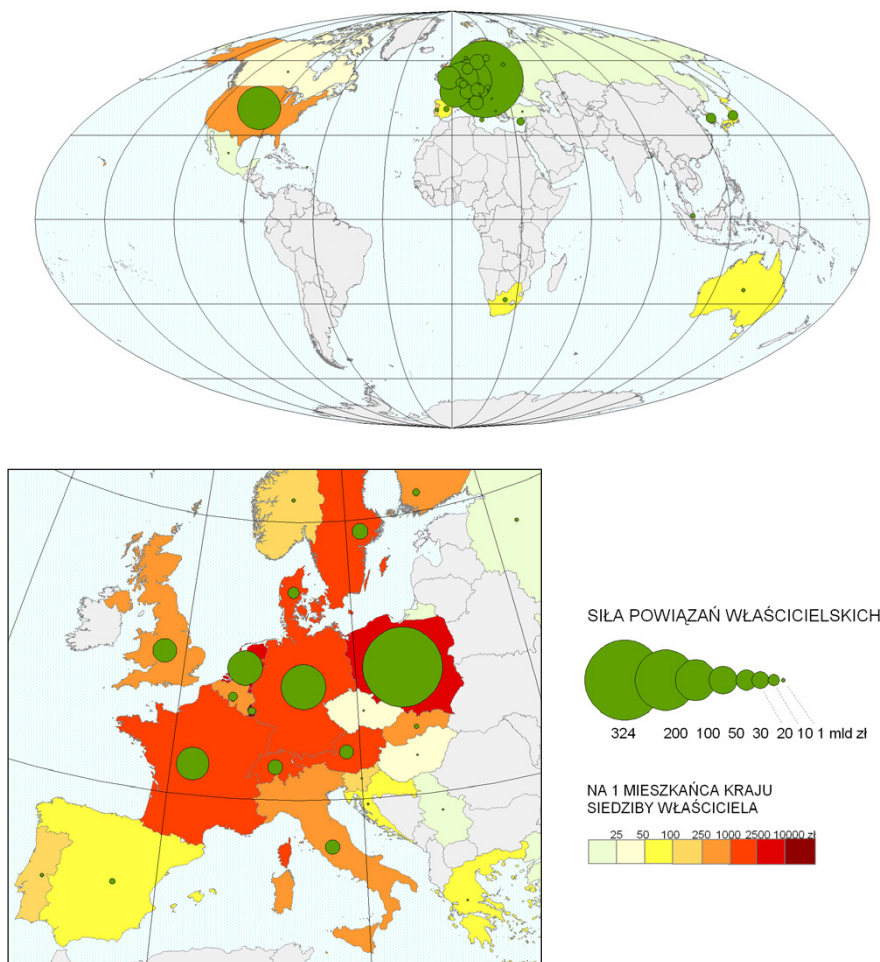 SIŁA POWIĄZAŃ WŁAŚCICIELSKICH
324 200 100 50 30 20 10 1 mld zł
NA 1 MIESZKAŃCA KRAJU
SIEDZIBY WŁAŚCICIELA
25 50 100 250 1000 2500 10000 zł